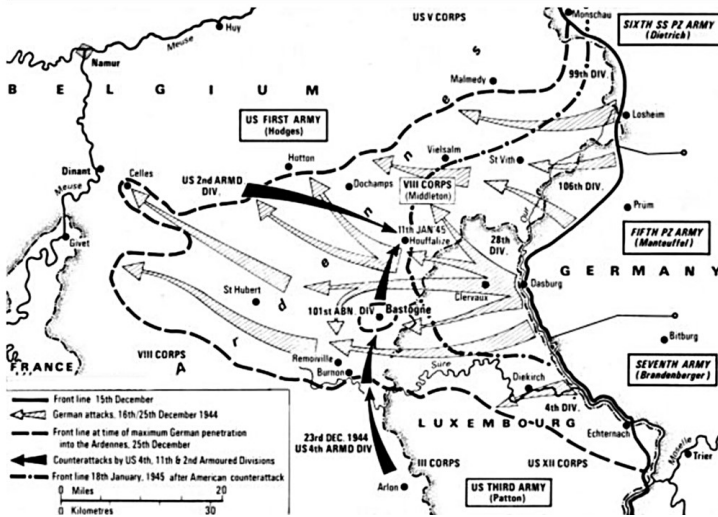 US V CORPS
Monschau
SIXTH SS PZ ARMY
(Dietrich)
Huy
Meuse
Namur
99th DIV.
Malmedy
B E L G I U M
Losheim
US FIRST ARMY
(Hodges)
Vielsalm
St Vith
Hotton
Dinant
Celles
US 2nd ARMD
DIV.
Dochamps
VIII CORPS
(Middleton)
106th DIV.
Meuse
Prüm
11th JAN'45
Houffalize
28th
DIV.
FIFTH PZ ARMY
(Manteuffel)
Givet
GERMANY
A r d e n n e s
St Hubert
Clervaux
Dasburg
101st ABN. DIV
Bastogne
Bitburg
FRANCE
VIII CORPS
Remoiville
Burnon
Sure
SEVENTH ARMY
(Brandenberger)
Diekirch
4th DIV.
LUXEMBOURG
Echternach
Moselle
Trier
23rd DEC. 1944
US 4th ARMD DIV
III CORPS
US XII CORPS
Arlon
US THIRD ARMY
(Patton)
Front line 15th December
German attacks, 16th/25th December 1944
Front line at time of maximum German penetration
into the Ardennes, 25th December
Counterattacks by US 4th, 11th & 2nd Armoured Divisions
Front line 18th January, 1945 after American counterattack
0 Miles 20
0 Kilometres 30